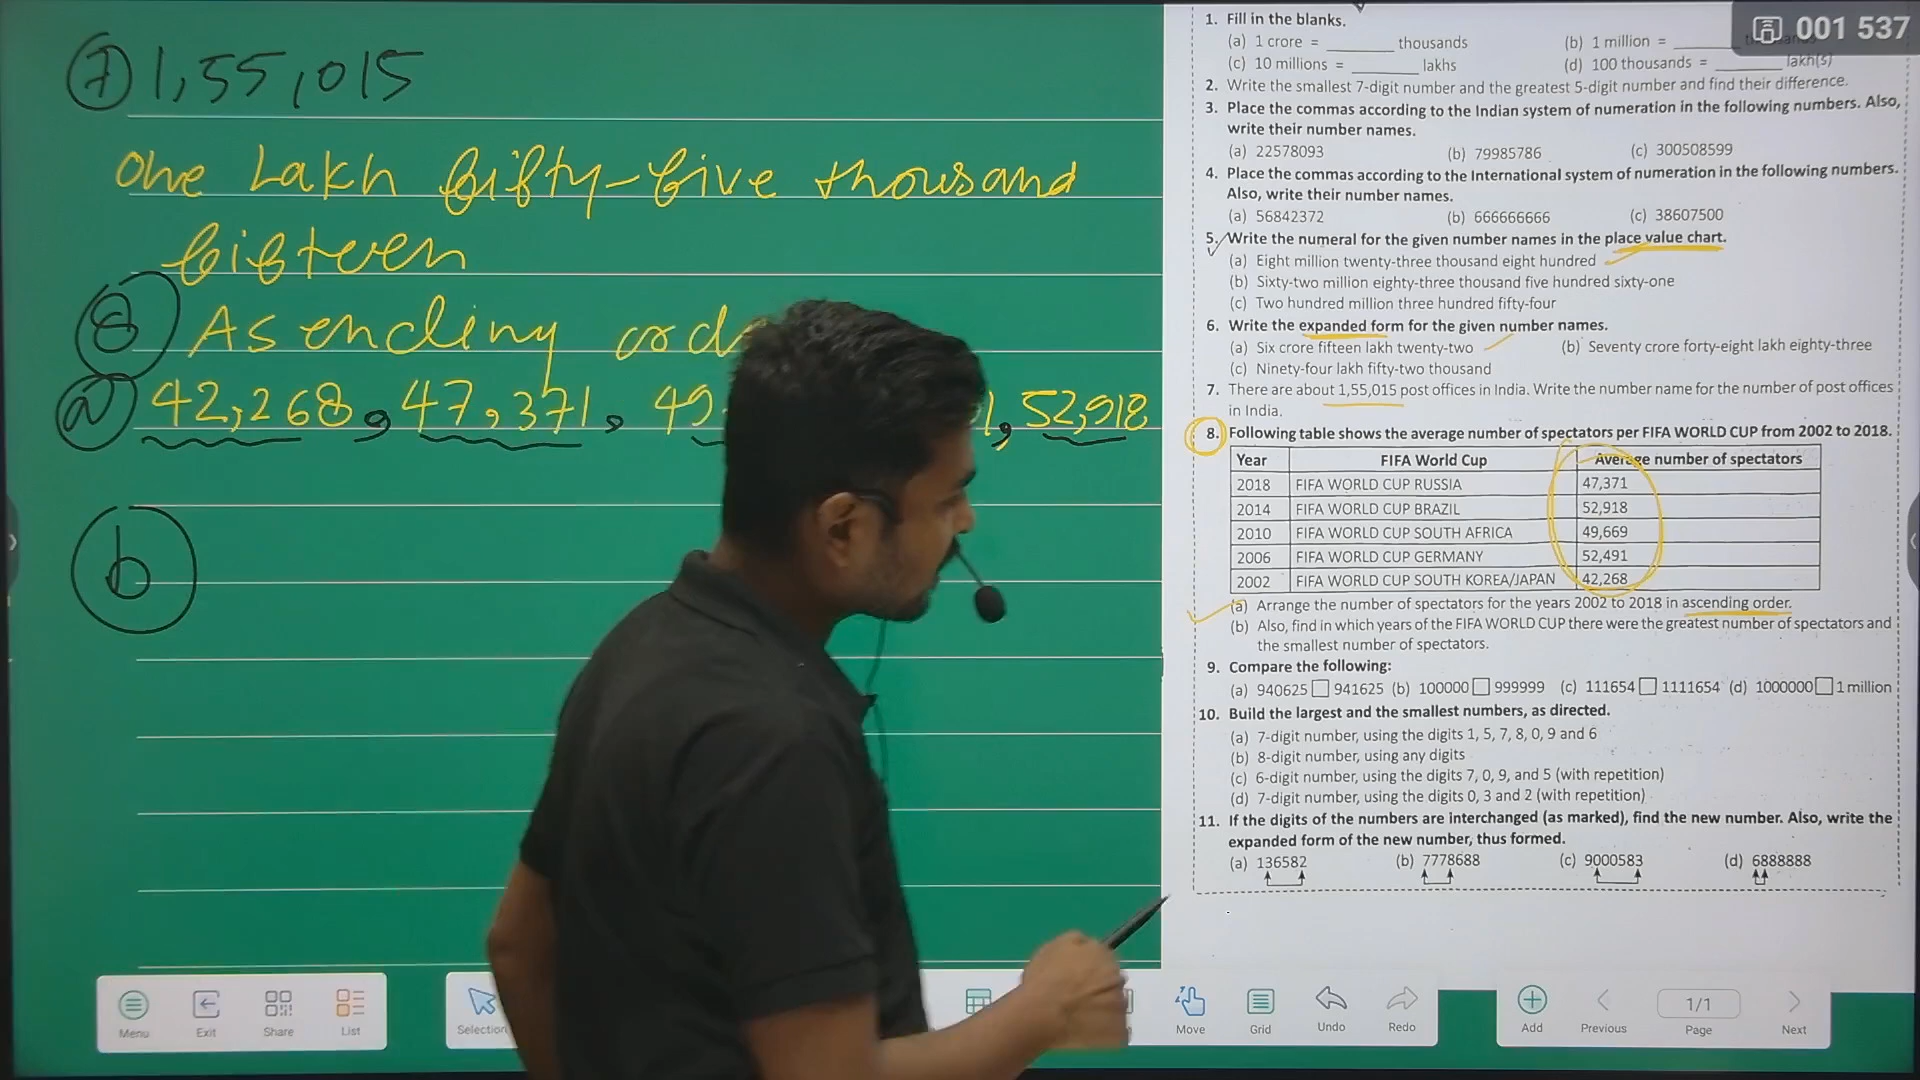 7 1,55,015
One Lakh fifty-five thousand
fifteen
8 Asending ord
a 42,268, 47,371, 49 1, 52,918
b
001 537
1. Fill in the blanks.
(a) 1 crore = ________ thousands (b) 1 million = ________
(c) 10 millions = ________ lakhs (d) 100 thousands = ________ lakh(s)
2. Write the smallest 7-digit number and the greatest 5-digit number and find their difference.
3. Place the commas according to the Indian system of numeration in the following numbers. Also,
write their number names.
(a) 22578093 (b) 79985786 (c) 300508599
4. Place the commas according to the International system of numeration in the following numbers.
Also, write their number names.
(a) 56842372 (b) 666666666 (c) 38607500
5. Write the numeral for the given number names in the place value chart.
(a) Eight million twenty-three thousand eight hundred
(b) Sixty-two million eighty-three thousand five hundred sixty-one
(c) Two hundred million three hundred fifty-four
6. Write the expanded form for the given number names.
(a) Six crore fifteen lakh twenty-two (b) Seventy crore forty-eight lakh eighty-three
(c) Ninety-four lakh fifty-two thousand
7. There are about 1,55,015 post offices in India. Write the number name for the number of post offices
in India.
8. Following table shows the average number of spectators per FIFA WORLD CUP from 2002 to 2018.
Year FIFA World Cup Average number of spectators
2018 FIFA WORLD CUP RUSSIA 47,371
2014 FIFA WORLD CUP BRAZIL 52,918
2010 FIFA WORLD CUP SOUTH AFRICA 49,669
2006 FIFA WORLD CUP GERMANY 52,491
2002 FIFA WORLD CUP SOUTH KOREA/JAPAN 42,268
(a) Arrange the number of spectators for the years 2002 to 2018 in ascending order.
(b) Also, find in which years of the FIFA WORLD CUP there were the greatest number of spectators and
the smallest number of spectators.
9. Compare the following:
(a) 940625 □ 941625 (b) 100000 □ 999999 (c) 111654 □ 1111654 (d) 1000000 □ 1 million
10. Build the largest and the smallest numbers, as directed.
(a) 7-digit number, using the digits 1, 5, 7, 8, 0, 9 and 6
(b) 8-digit number, using any digits
(c) 6-digit number, using the digits 7, 0, 9, and 5 (with repetition)
(d) 7-digit number, using the digits 0, 3 and 2 (with repetition)
11. If the digits of the numbers are interchanged (as marked), find the new number. Also, write the
expanded form of the new number, thus formed.
(a) 136582 (b) 7778688 (c) 9000583 (d) 6888888
Menu Exit Share List Selection Move Grid Undo Redo Add Previous 1/1 Page Next